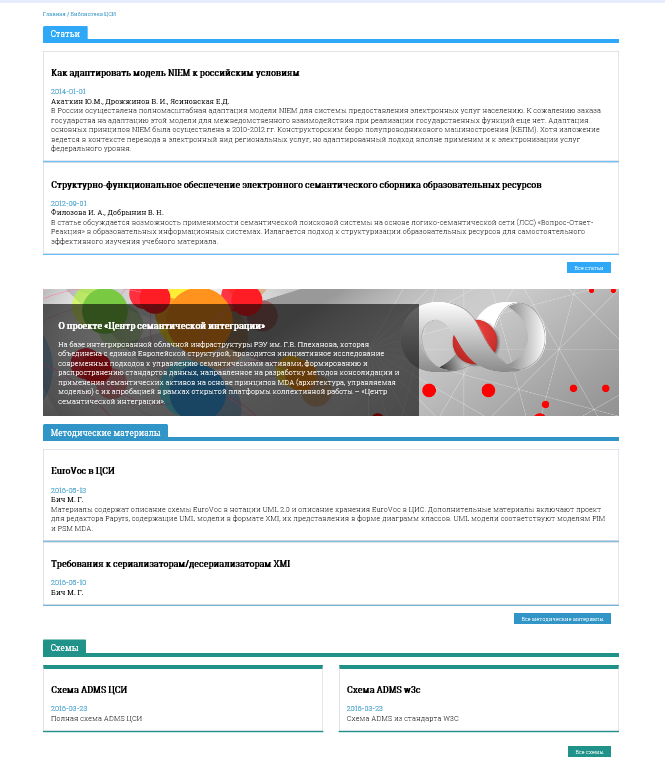 Главная / Библиотека ЦСИ
Статьи
Как адаптировать модель NIEM к российским условиям
2014-01-01
Акаткин Ю.М., Дрожжинов В. И., Ясиновская Е.Д.
В России осуществлена полномасштабная адаптация модели NIEM для системы предоставления электронных услуг населению. К сожалению заказа
государства на адаптацию этой модели для межведомственного взаимодействия при реализации государственных функций еще нет. Адаптация
основных принципов NIEM была осуществлена в 2010-2012 гг. Конструкторским бюро полупроводникового машиностроения (КБПМ). Хотя изложение
ведется в контексте перевода в электронный вид региональных услуг, но адаптированный подход вполне применим и к электронизации услуг
федерального уровня.
Структурно-функциональное обеспечение электронного семантического сборника образовательных ресурсов
2012-09-01
Филозова И. А., Добрынин В. Н.
В статье обсуждается возможность применимости семантической поисковой системы на основе логико-семантической сети (ЛСС) «Вопрос-Ответ-
Реакция» в образовательных информационных системах. Излагается подход к структуризации образовательных ресурсов для самостоятельного
эффективного изучения учебного материала.
Все статьи
О проекте «Центр семантической интеграции»
На базе интегрированной облачной инфраструктуры РЭУ им. Г.В. Плеханова, которая
объединена с единой Европейской структурой, проводится инициативное исследование
современных подходов к управлению семантическими активами, формированию и
распространению стандартов данных, направленное на разработку методов консолидации и
применения семантических активов на основе принципов MDA (архитектура, управляемая
моделью) с их апробацией в рамках открытой платформы коллективной работы – «Центр
семантической интеграции».
Методические материалы
EuroVoc в ЦСИ
2016-05-13
Бич М. Г.
Материалы содержат описание схемы EuroVoc в нотации UML 2.0 и описание хранения EuroVoc в ЦИС. Дополнительные материалы включают проект
для редактора Papyrs, содержащие UML модели в формате XMI, их представления в форме диаграмм классов. UML модели соответствуют моделям PIM
и PSM MDA.
Требования к сериализаторам/десериализаторам XMI
2016-05-10
Бич М. Г.
Все методические материалы
Схемы
Схема ADMS ЦСИ
2016-03-23
Полная схема ADMS ЦСИ
Схема ADMS w3c
2016-03-23
Схема ADMS из стандарта W3C
Все схемы